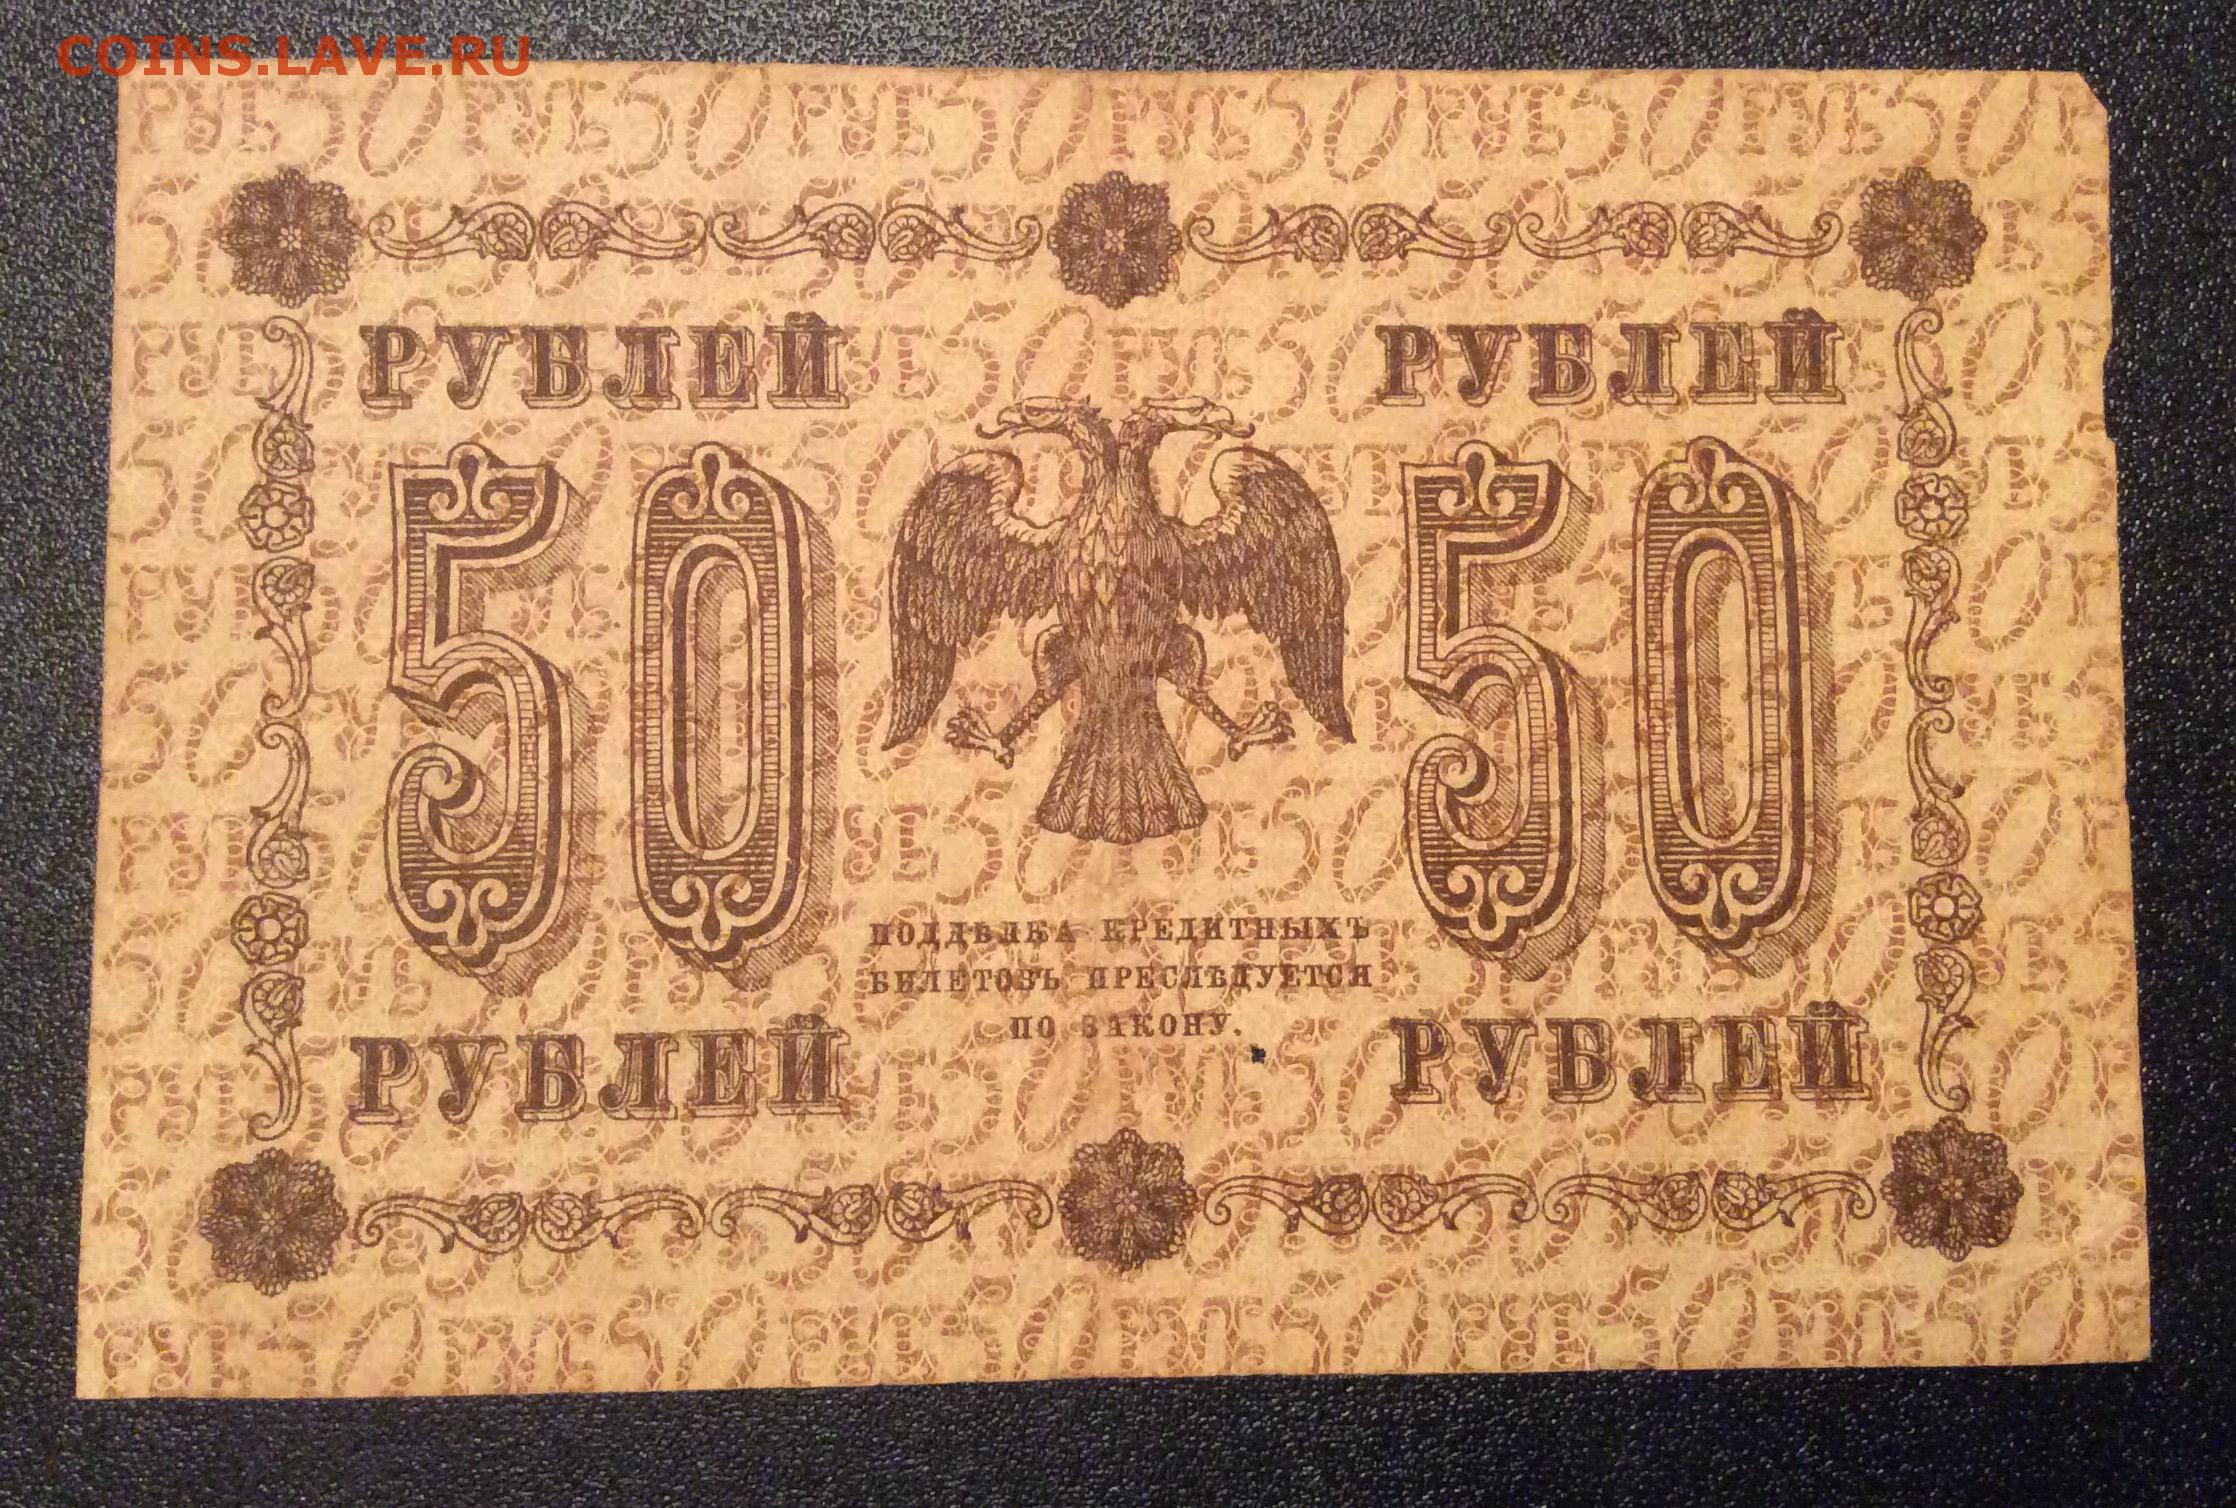 COINS.LAVE.RU
РУБЛЕЙ РУБЛЕЙ
50 50
ПОДДѢЛКА КРЕДИТНЫХЪ
БИЛЕТОВЪ ПРЕСЛѢДУЕТСЯ
ПО ЗАКОНУ.
РУБЛЕЙ РУБЛЕЙ